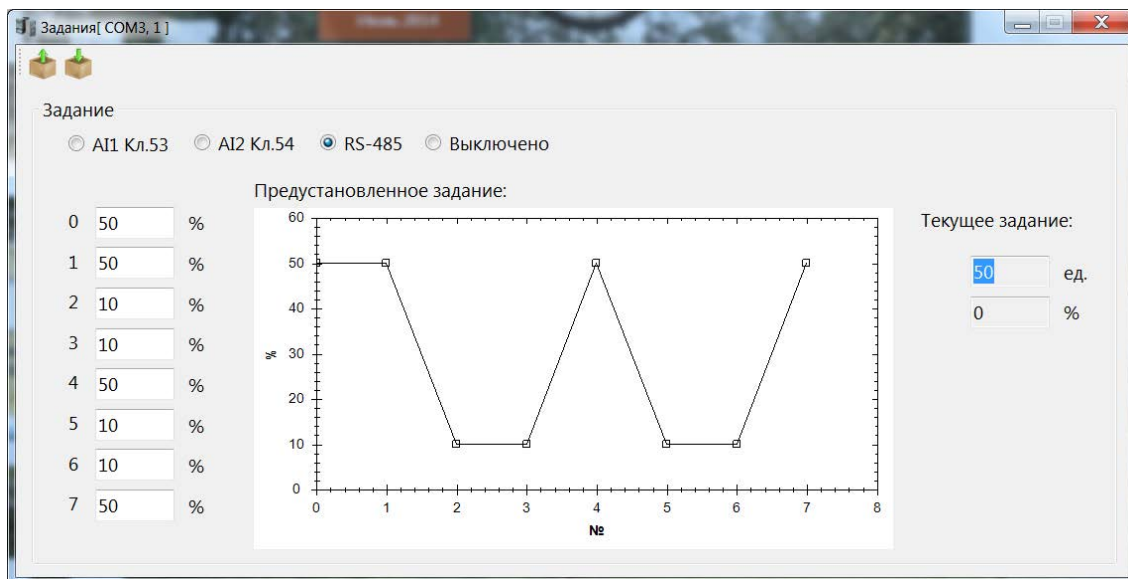 Задания[ COM3, 1 ]
Задание
AI1 Кл.53 AI2 Кл.54 RS-485 Выключено
Предустановленное задание:
Текущее задание:
0 50 %
1 50 %
2 10 %
3 10 %
4 50 %
5 10 %
6 10 %
7 50 %
60
50
40
30
20
10
0
%
0 1 2 3 4 5 6 7 8
№
50 ед.
0 %